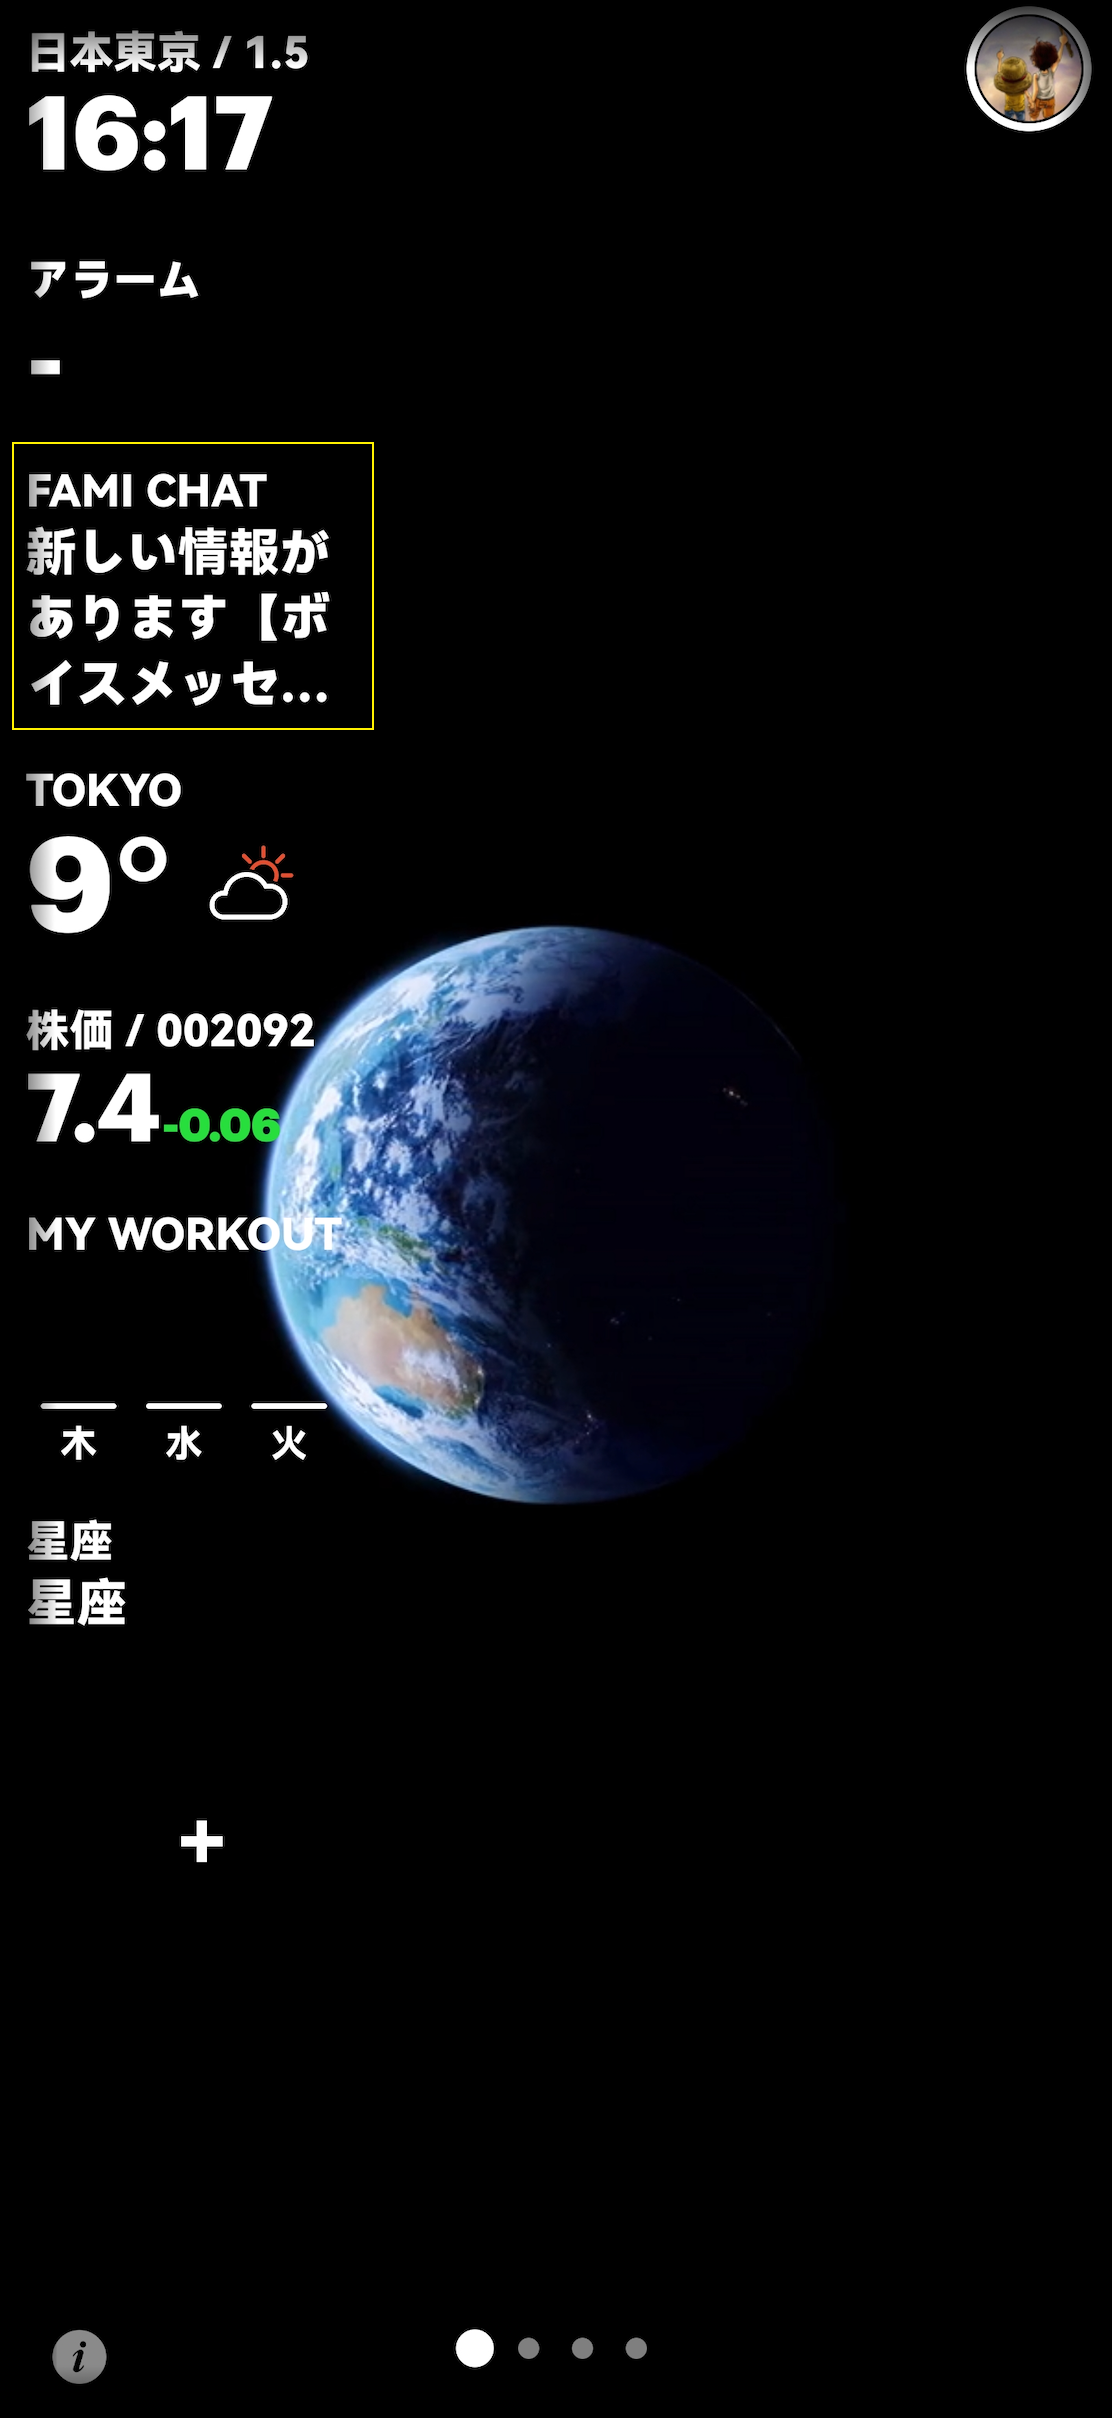 日本東京 / 1.5
16:17
アラーム
-
FAMI CHAT
新しい情報が
あります【ボ
イスメッセ...
TOKYO
9°
株価 / 002092
7.4-0.06
MY WORKOUT
木 水 火
星座
星座
+
i